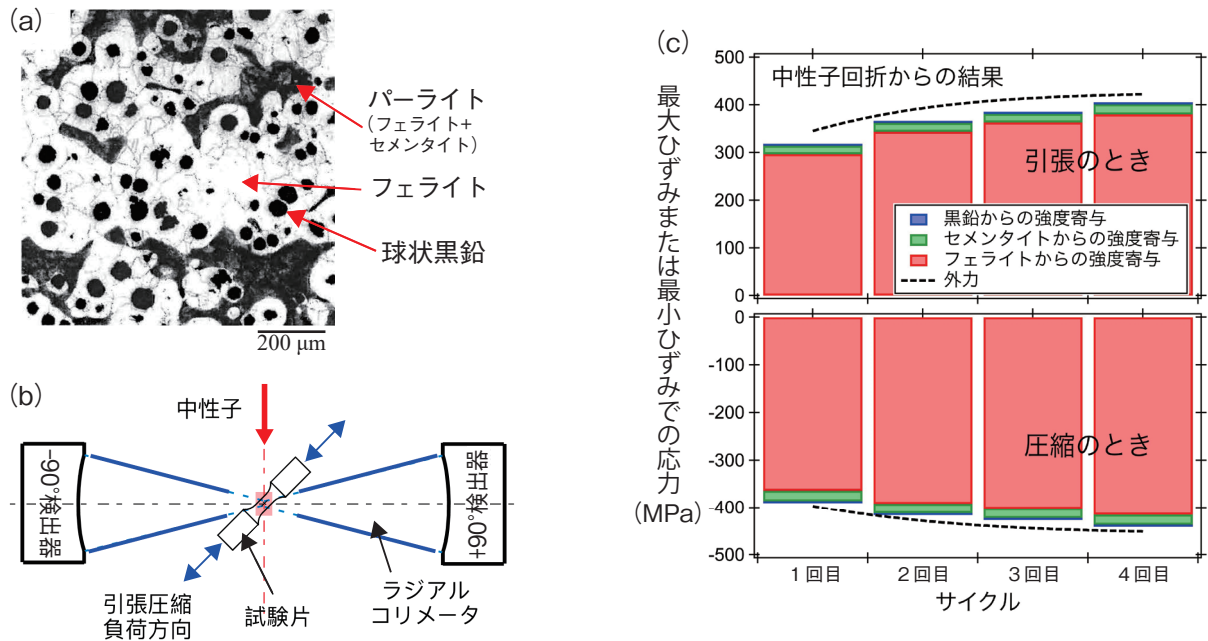 (a)
パーライト
(フェライト+
セメンタイト)
フェライト
球状黒鉛
200 μm
(b)
中性子
-90°検出器
+90°検出器
引張圧縮
負荷方向
試験片
ラジアル
コリメータ
(c)
最大ひずみまたは最小ひずみでの応力
(MPa)
500
400
300
200
100
0
中性子回折からの結果
引張のとき
黒鉛からの強度寄与
セメンタイトからの強度寄与
フェライトからの強度寄与
外力
0
-100
-200
-300
-400
-500
圧縮のとき
1回目
2回目
3回目
4回目
サイクル